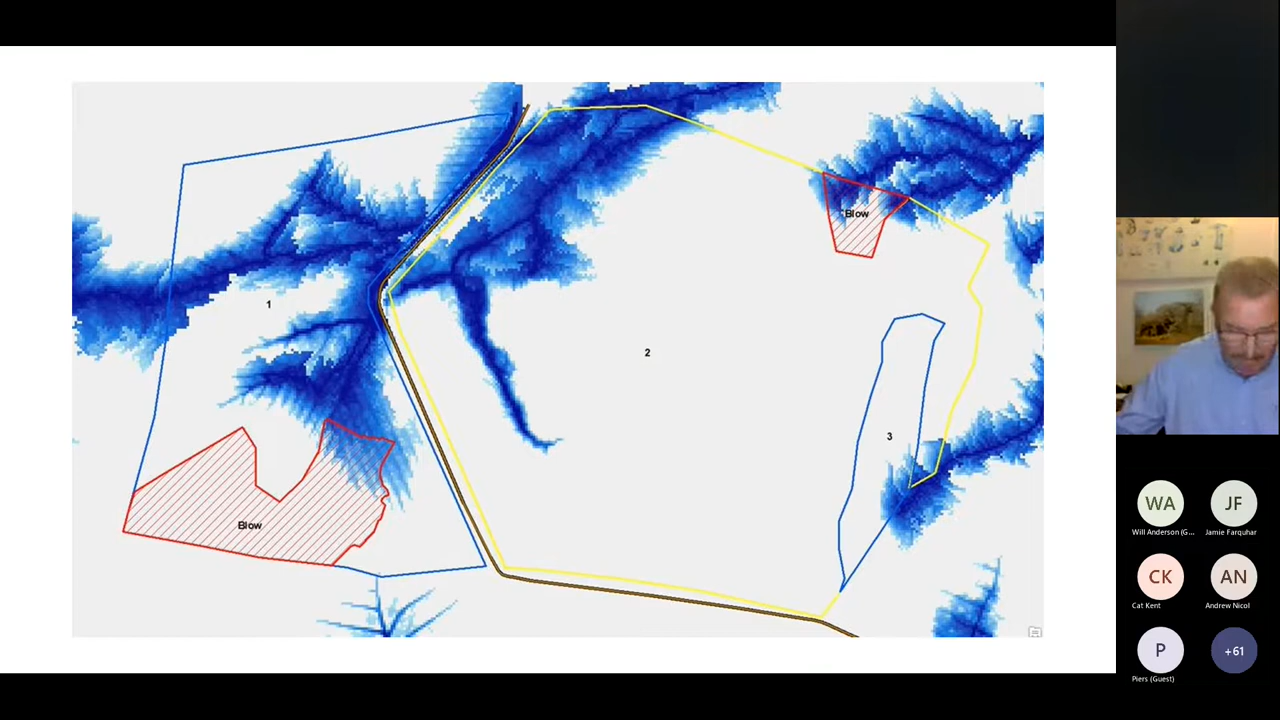 Blow
1
2
3
Blow
WA
JF
Will Anderson (G...
Jamie Farquhar
CK
AN
Cat Kent
Andrew Nicol
P
+61
Piers (Guest)